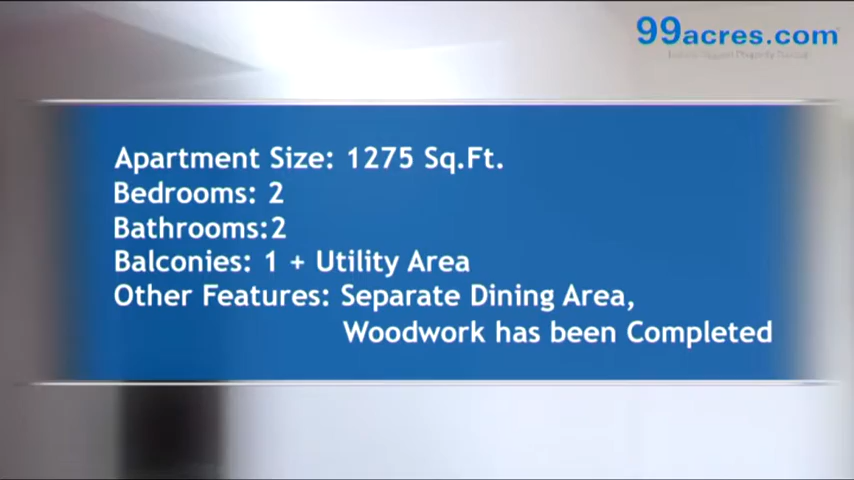 99acres.com
Apartment Size: 1275 Sq.Ft.
Bedrooms: 2
Bathrooms:2
Balconies: 1 + Utility Area
Other Features: Separate Dining Area,
Woodwork has been Completed